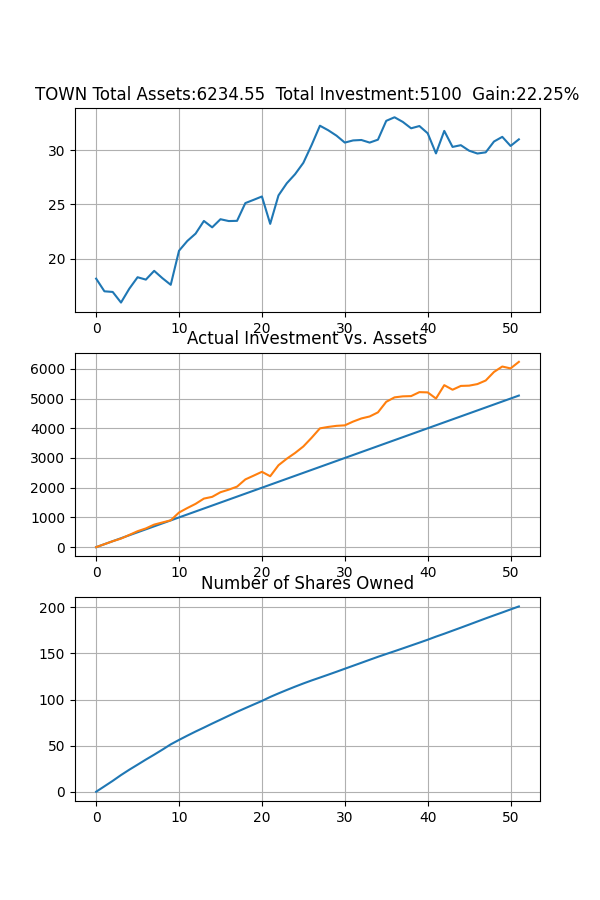 TOWN Total Assets:6234.55  Total Investment:5100  Gain:22.25%
30
25
20
0 10 20 30 40 50
Actual Investment vs. Assets
6000
5000
4000
3000
2000
1000
0
0 10 20 30 40 50
Number of Shares Owned
200
150
100
50
0
0 10 20 30 40 50